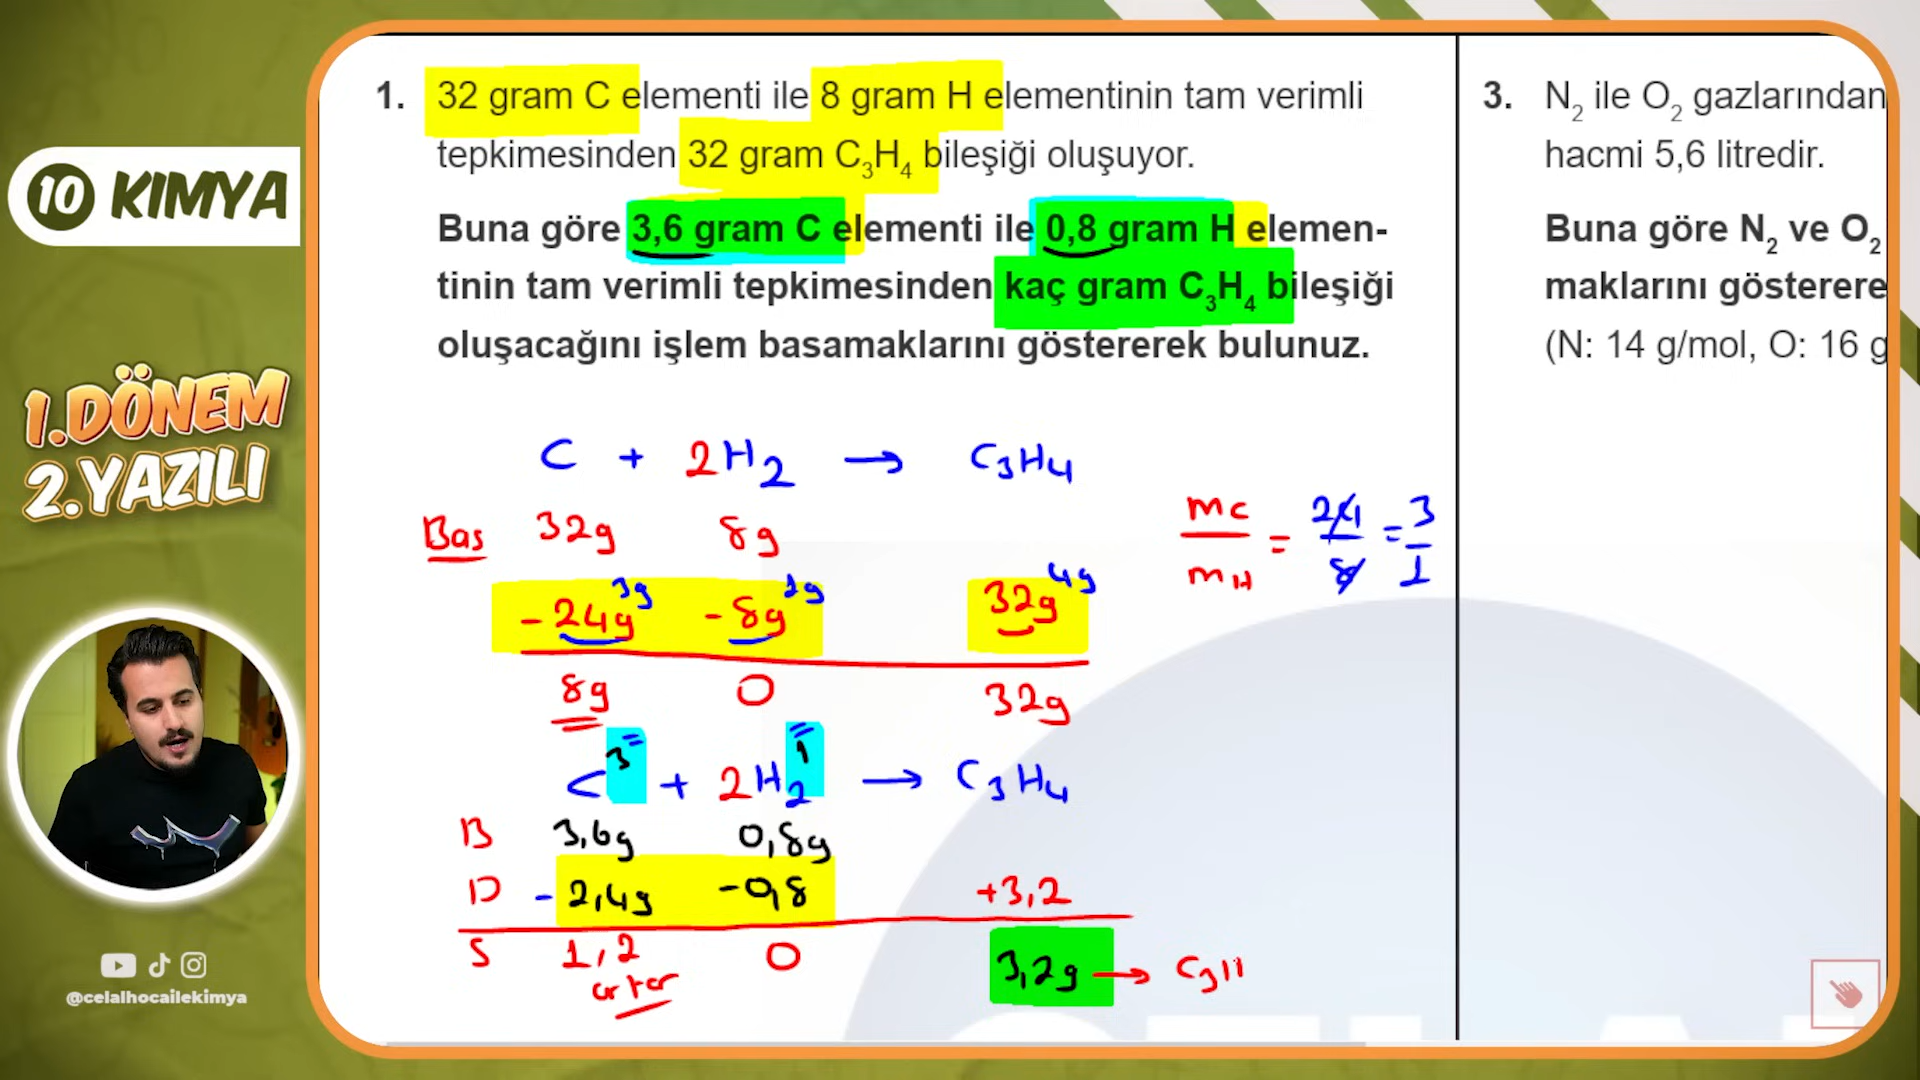 10 KIMYA
1.DÖNEM
2.YAZILI
@celalhocailekimya
1. 32 gram C elementi ile 8 gram H elementinin tam verimli
tepkimesinden 32 gram C3H4 bileşiği oluşuyor.
Buna göre 3,6 gram C elementi ile 0,8 gram H elemen-
tinin tam verimli tepkimesinden kaç gram C3H4 bileşiği
oluşacağını işlem basamaklarını göstererek bulunuz.
C + 2H2 → C3H4
Bas 32g 8g
-24g 3g -8g 1g 32g 4g
8g 0 32g
mC/mH = 24/8 = 3/1
C 3 + 2H2 1 → C3H4
B 3,6g 0,8g
D -2,4g -0,8 +3,2
S 1,2 0 3,2g → C3H
artar
3. N2 ile O2 gazlarından
hacmi 5,6 litredir.
Buna göre N2 ve O2
maklarını gösterere
(N: 14 g/mol, O: 16 g